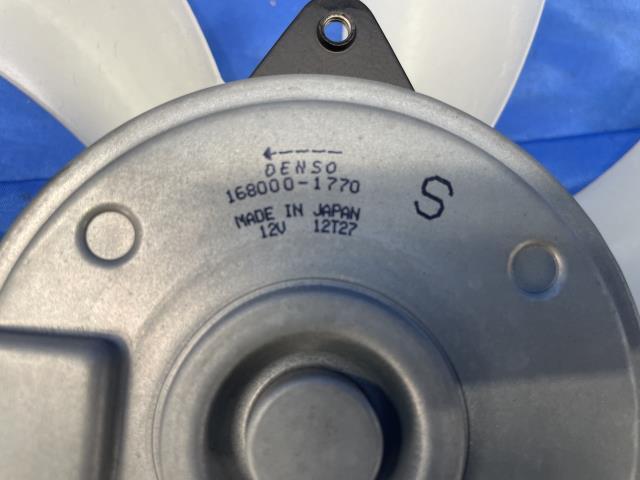 DENSO
168000-1770
S
MADE IN JAPAN
12V 12T27